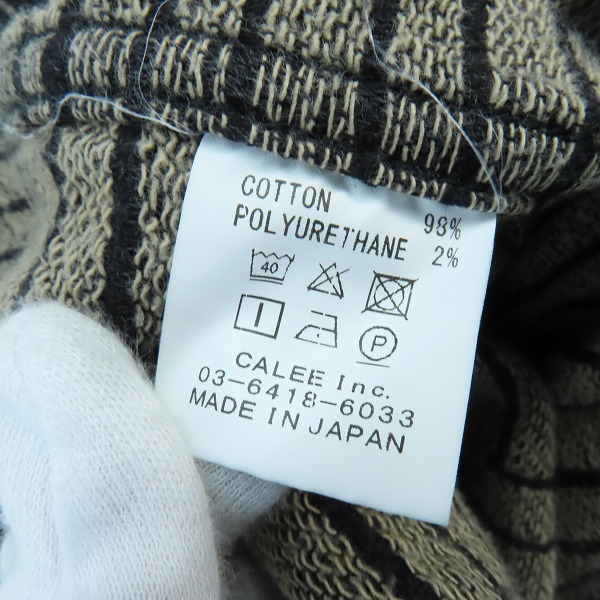 COTTON 98%
POLYURETHANE 2%
40
P
CALEE Inc.
03-6418-6033
MADE IN JAPAN